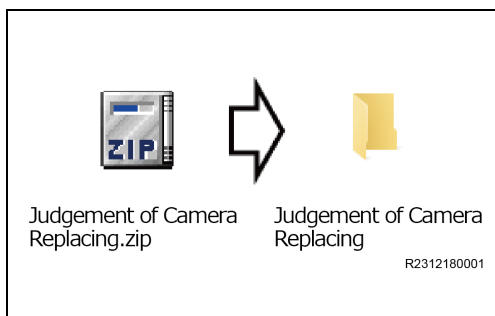 ZIP
Judgement of Camera
Replacing.zip
Judgement of Camera
Replacing
R2312180001